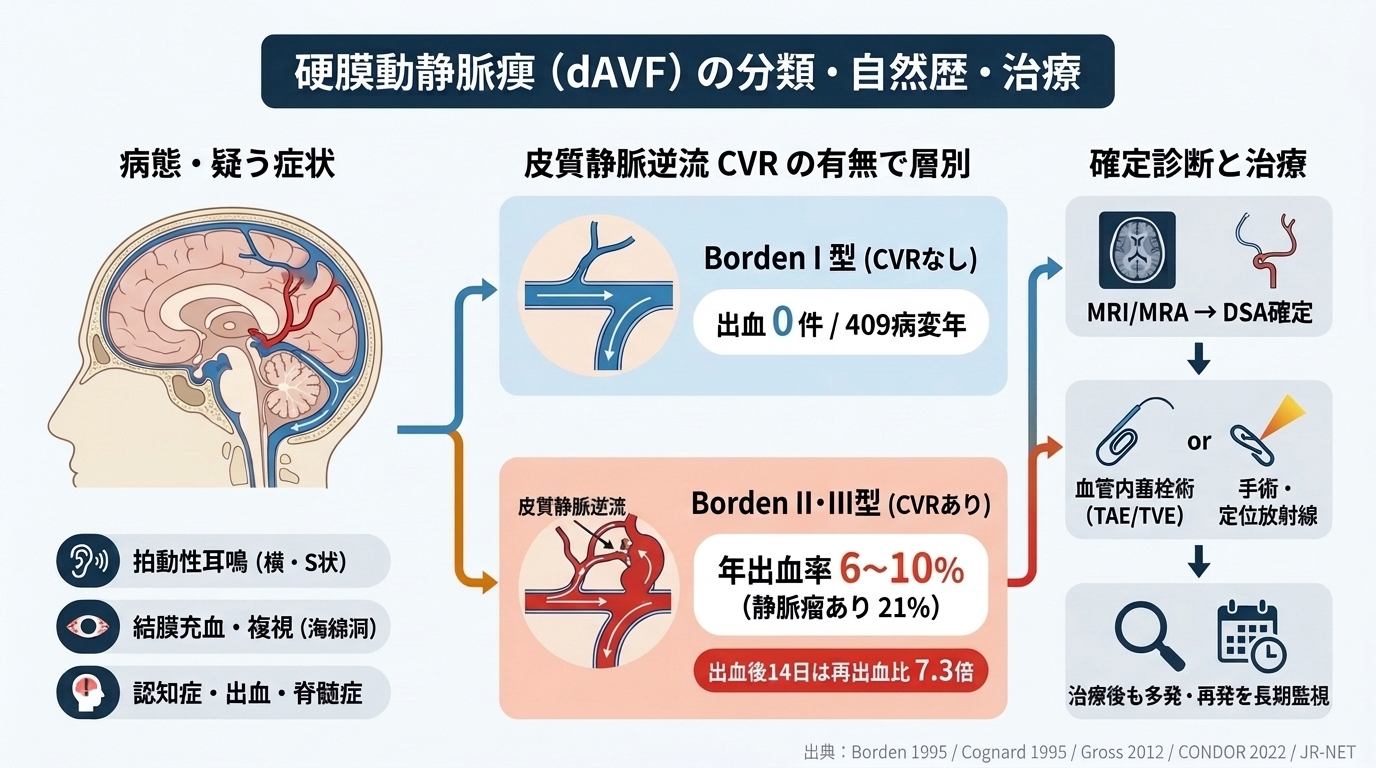 硬膜動静脈瘻（dAVF）の分類・自然歴・治療
病態・疑う症状
拍動性耳鳴（横・S状）
結膜充血・複視（海綿洞）
認知症・出血・脊髄症
皮質静脈逆流 CVR の有無で層別
Borden I 型 (CVRなし)
出血 0 件 / 409病変年
皮質静脈逆流
Borden II・III型 (CVRあり)
年出血率 6〜10%
（静脈瘤あり 21%）
出血後14日は再出血比 7.3倍
確定診断と治療
MRI/MRA → DSA確定
血管内塞栓術
（TAE/TVE）
or
手術・
定位放射線
治療後も多発・再発を長期監視
出典：Borden 1995 / Cognard 1995 / Gross 2012 / CONDOR 2022 / JR-NET